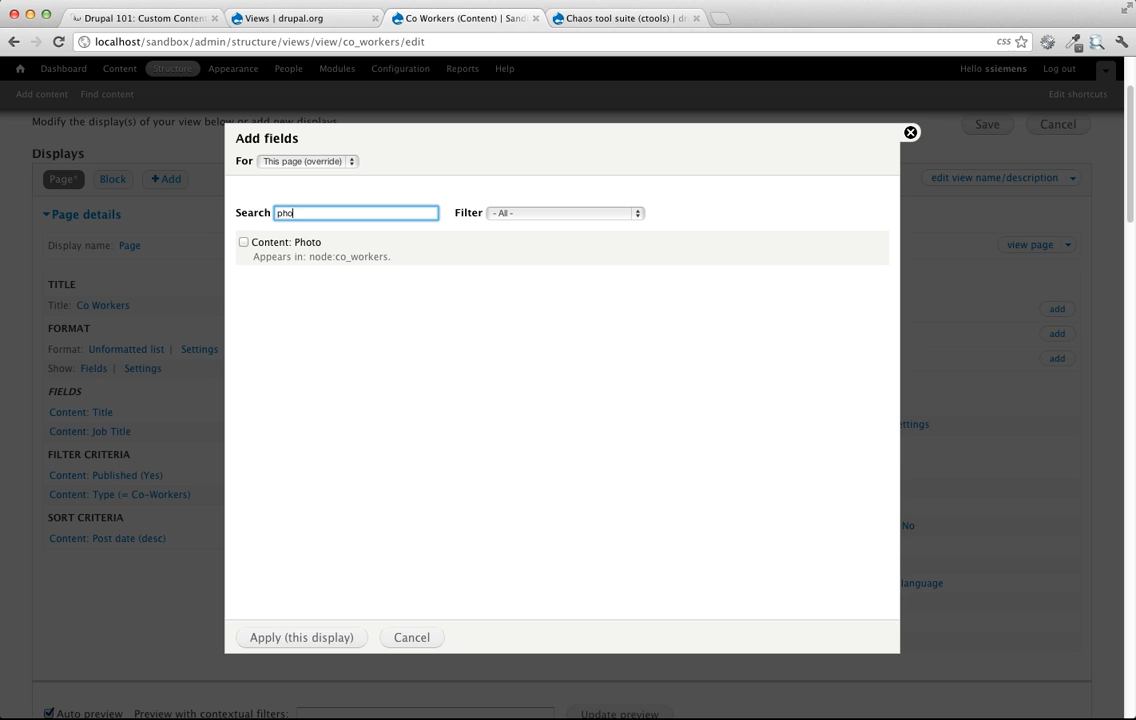 Drupal 101: Custom Content
Views | drupal.org
Co Workers (Content) | Sand
Chaos tool suite (ctools) | dr
localhost/sandbox/admin/structure/views/view/co_workers/edit
CSS
Dashboard Content Structure Appearance People Modules Configuration Reports Help
Hello ssiemens Log out
Add content Find content
Edit shortcuts
Modify the display(s) of your view below or add new displays.
Save Cancel
Displays
Page* Block +Add
edit view name/description
Page details
Display name: Page
view page
TITLE
Title: Co Workers
add
FORMAT
Format: Unformatted list | Settings
add
Show: Fields | Settings
add
FIELDS
Content: Title
Content: Job Title
ettings
FILTER CRITERIA
Content: Published (Yes)
Content: Type (= Co-Workers)
SORT CRITERIA
No
Content: Post date (desc)
language
Add fields
For This page (override)
Search pho Filter - All -
Content: Photo
Appears in: node:co_workers.
Apply (this display) Cancel
Auto preview Preview with contextual filters: Update preview